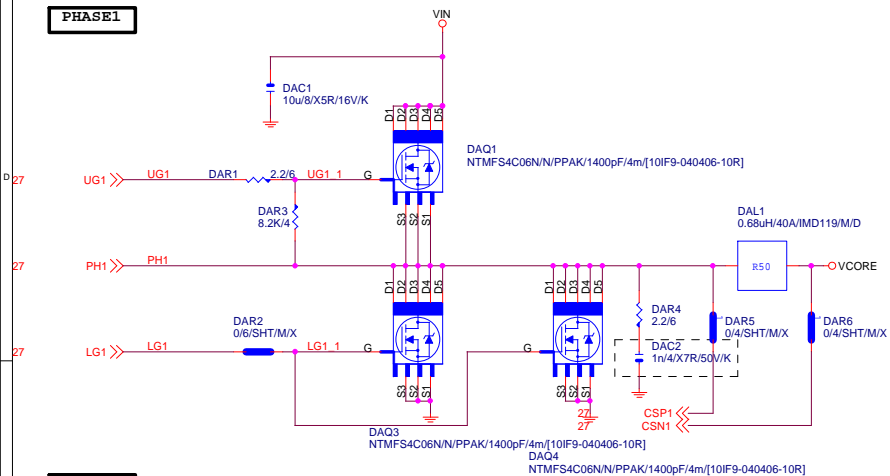 PHASE1
VIN
DAC1
10u/8/X5R/16V/K
D1
D2
D3
D4
D5
DAQ1
NTMFS4C06N/N/PPAK/1400pF/4m/[10IF9-040406-10R]
D
27
UG1
UG1
DAR1
2.2/6
UG1_1
G
DAR3
8.2K/4
S3
S2
S1
DAL1
0.68uH/40A/IMD119/M/D
27
PH1
PH1
R50
VCORE
D1
D2
D3
D4
D5
D1
D2
D3
D4
D5
DAR2
0/6/SHT/M/X
DAR4
2.2/6
DAR5
0/4/SHT/M/X
DAR6
0/4/SHT/M/X
27
LG1
LG1
LG1_1
G
G
DAC2
1n/4/X7R/50V/K
S3
S2
S1
S3
S2
S1
27
CSP1
27
CSN1
DAQ3
NTMFS4C06N/N/PPAK/1400pF/4m/[10IF9-040406-10R]
DAQ4
NTMFS4C06N/N/PPAK/1400pF/4m/[10IF9-040406-10R]